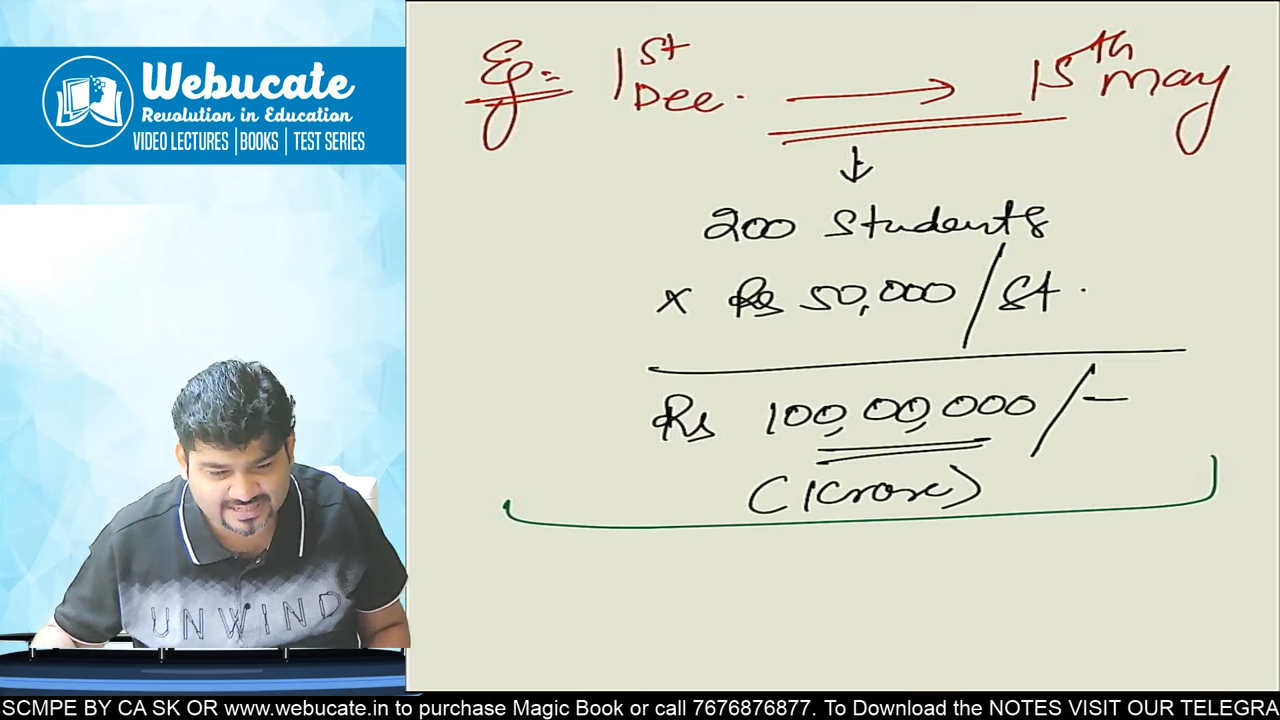 Webucate
Revolution in Education
VIDEO LECTURES | BOOKS | TEST SERIES
Eg:- 1st Dec. → 15th May
200 Students
x Rs 50,000/St.
Rs 100,00,000/-
(1 crore)
UNWIND
SCMPE BY CA SK OR www.webucate.in to purchase Magic Book or call 7676876877. To Download the NOTES VISIT OUR TELEGRA